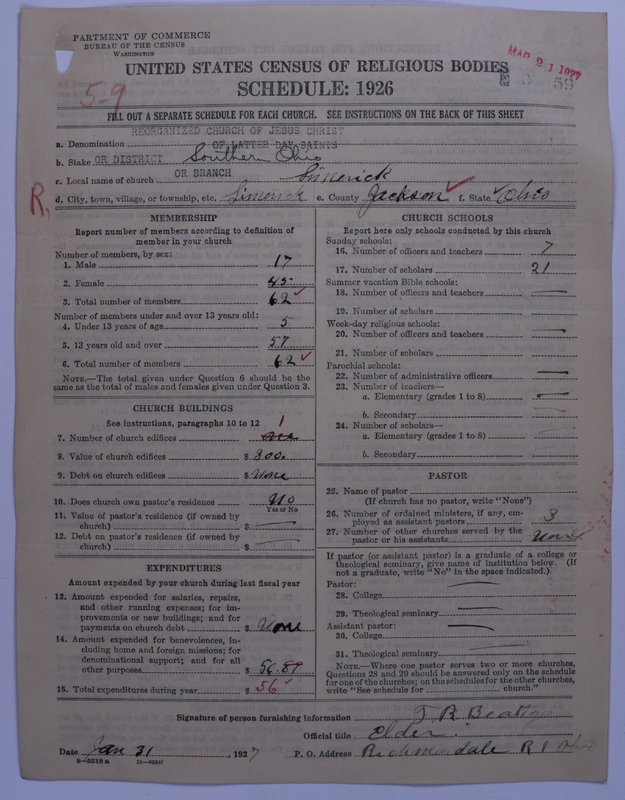 PARTMENT OF COMMERCE
BUREAU OF THE CENSUS
WASHINGTON
UNITED STATES CENSUS OF RELIGIOUS BODIES
MAR 21 1927
59
5-9
SCHEDULE: 1926
FILL OUT A SEPARATE SCHEDULE FOR EACH CHURCH. SEE INSTRUCTIONS ON THE BACK OF THIS SHEET
REORGANIZED CHURCH OF JESUS CHRIST
a. Denomination OF LATTER DAY SAINTS
b. Stake OR DISTRICT Southern Ohio
c. Local name of church OR BRANCH Limerick
R. d. City, town, village, or township, etc. Limerick e. County Jackson f. State Ohio
MEMBERSHIP
Report number of members according to definition of
member in your church
Number of members, by sex:
1. Male 17
2. Female 45
3. Total number of members 62
Number of members under and over 13 years old:
4. Under 13 years of age 5
5. 13 years old and over 57
6. Total number of members 62
NOTE.—The total given under Question 6 should be the
same as the total of males and females given under Question 3.
CHURCH BUILDINGS
See instructions, paragraphs 10 to 12 1
7. Number of church edifices one
8. Value of church edifices $ 300.
9. Debt on church edifices $ None
10. Does church own pastor's residence No
Yes or No
11. Value of pastor's residence (if owned by
church) $
12. Debt on pastor's residence (if owned by
church) $
EXPENDITURES
Amount expended by your church during last fiscal year
13. Amount expended for salaries, repairs,
and other running expenses; for im-
provements or new buildings; and for
payments on church debt $ None
14. Amount expended for benevolences, in-
cluding home and foreign missions; for
denominational support; and for all
other purposes $ 56.87
15. Total expenditures during year $ 56
CHURCH SCHOOLS
Report here only schools conducted by this church
Sunday schools:
16. Number of officers and teachers 7
17. Number of scholars 21
Summer vacation Bible schools:
18. Number of officers and teachers
19. Number of scholars
Week-day religious schools:
20. Number of officers and teachers
21. Number of scholars
Parochial schools:
22. Number of administrative officers
23. Number of teachers—
a. Elementary (grades 1 to 8)
b. Secondary
24. Number of scholars—
a. Elementary (grades 1 to 8)
b. Secondary
PASTOR
25. Name of pastor
(If church has no pastor, write "None")
26. Number of ordained ministers, if any, em-
ployed as assistant pastors 3
27. Number of other churches served by the
pastor or his assistants None
If pastor (or assistant pastor) is a graduate of a college or
theological seminary, give name of institution below. (If
not a graduate, write "No" in the space indicated.)
Pastor:
28. College
29. Theological seminary
Assistant pastor:
30. College
31. Theological seminary
NOTE.—Where one pastor serves two or more churches,
Questions 28 and 29 should be answered only on the schedule
for one of the churches; on the schedules for the other churches,
write "See schedule for church."
Signature of person furnishing information J R Beatty
Official title Elder
Date Jan 31, 1927 P. O. Address Richmondale R 1 Ohio
8-5518a 11-40347